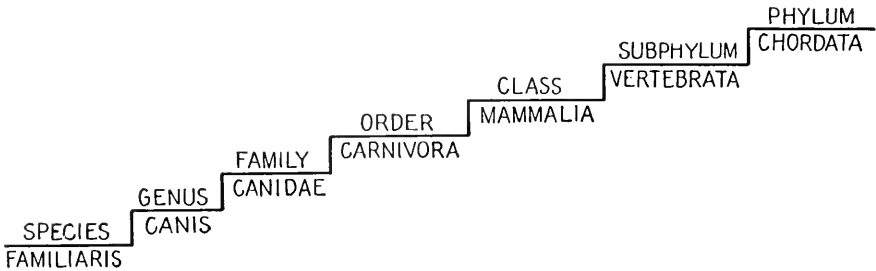 PHYLUM
CHORDATA
SUBPHYLUM
VERTEBRATA
CLASS
MAMMALIA
ORDER
CARNIVORA
FAMILY
CANIDAE
GENUS
CANIS
SPECIES
FAMILIARIS